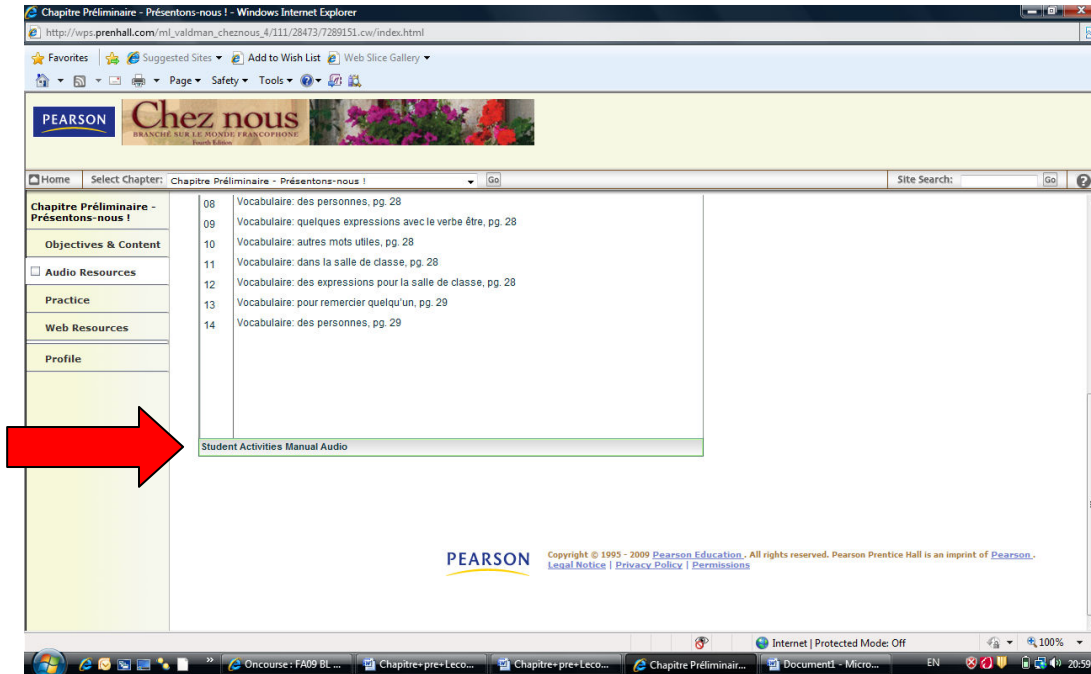 Chapitre Préliminaire - Présentons-nous ! - Windows Internet Explorer
http://wps.prenhall.com/ml_valdman_cheznous_4/111/28473/7289151.cw/index.html
Favorites Suggested Sites Add to Wish List Web Slice Gallery
Page Safety Tools
PEARSON
Chez nous
BRANCHÉ SUR LE MONDE FRANCOPHONE
Fourth Edition
Home Select Chapter: Chapitre Préliminaire - Présentons-nous ! Go Site Search: Go
Chapitre Préliminaire -
Présentons-nous !
Objectives & Content
Audio Resources
Practice
Web Resources
Profile
08 Vocabulaire: des personnes, pg. 28
09 Vocabulaire: quelques expressions avec le verbe être, pg. 28
10 Vocabulaire: autres mots utiles, pg. 28
11 Vocabulaire: dans la salle de classe, pg. 28
12 Vocabulaire: des expressions pour la salle de classe, pg. 28
13 Vocabulaire: pour remercier quelqu'un, pg. 29
14 Vocabulaire: des personnes, pg. 29
Student Activities Manual Audio
PEARSON
Copyright © 1995 - 2009 Pearson Education . All rights reserved. Pearson Prentice Hall is an imprint of Pearson .
Legal Notice | Privacy Policy | Permissions
Internet | Protected Mode: Off 100%
Oncourse : FA09 BL ... Chapitre+pre+Leco... Chapitre+pre+Leco... Chapitre Préliminair... Document1 - Micro... EN 20:59